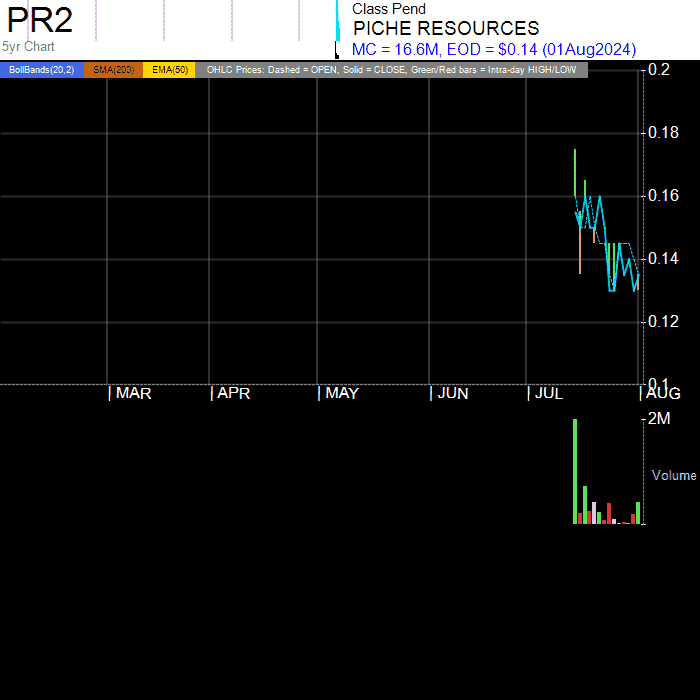 PR2
5yr Chart
Class Pend
PICHE RESOURCES
MC = 16.6M, EOD = $0.14 (01Aug2024)
BollBands(20,2) SMA(200) EMA(50) OHLC Prices: Dashed = OPEN, Solid = CLOSE, Green/Red bars = Intra-day HIGH/LOW
0.2
0.18
0.16
0.14
0.12
0.1
| MAR | APR | MAY | JUN | JUL | AUG
2M
Volume